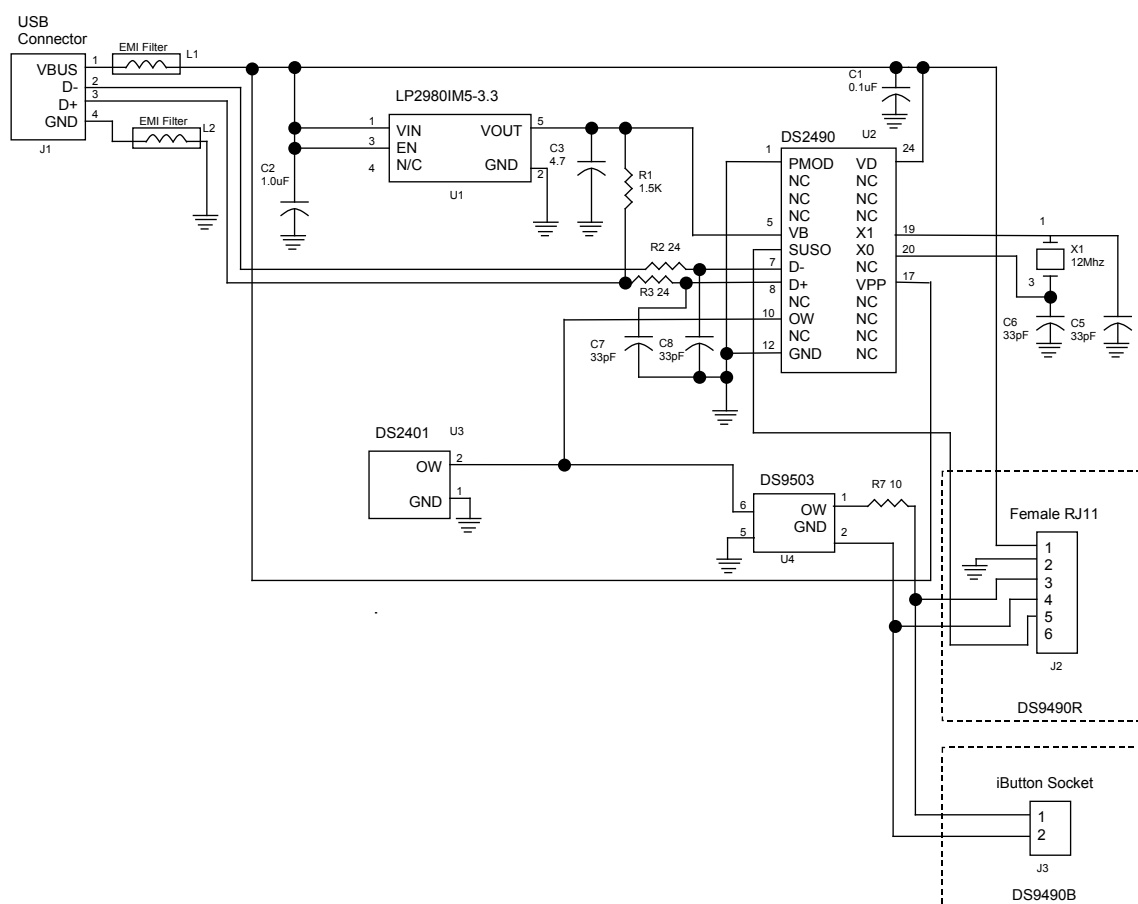 USB
Connector
EMI Filter
L1
VBUS
D-
D+
GND
1
2
3
4
J1
EMI Filter
L2
LP2980IM5-3.3
1
3
4
VIN
EN
N/C
VOUT
GND
5
2
U1
C2
1.0uF
C3
4.7
R1
1.5K
C1
0.1uF
DS2490
U2
1
5
7
8
10
12
PMOD
NC
NC
NC
VB
SUSO
D-
D+
NC
OW
NC
GND
VD
NC
NC
NC
X1
X0
NC
VPP
NC
NC
NC
NC
24
19
20
17
1
X1
12Mhz
3
C6
33pF
C5
33pF
R2 24
R3 24
C7
33pF
C8
33pF
DS2401
U3
OW
GND
2
1
DS9503
6
5
OW
GND
1
2
U4
R7 10
Female RJ11
1
2
3
4
5
6
J2
DS9490R
iButton Socket
1
2
J3
DS9490B